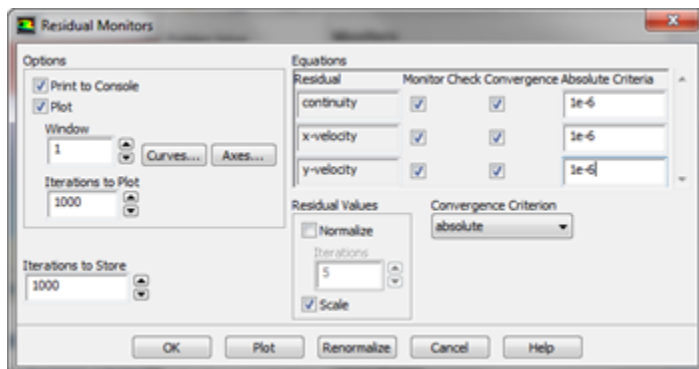 Residual Monitors
Options
Print to Console
Plot
Window
1
Curves...
Axes...
Iterations to Plot
1000
Iterations to Store
1000
Equations
Residual Monitor Check Convergence Absolute Criteria
continuity 1e-6
x-velocity 1e-6
y-velocity 1e-6
Residual Values
Normalize
Iterations
5
Scale
Convergence Criterion
absolute
OK Plot Renormalize Cancel Help